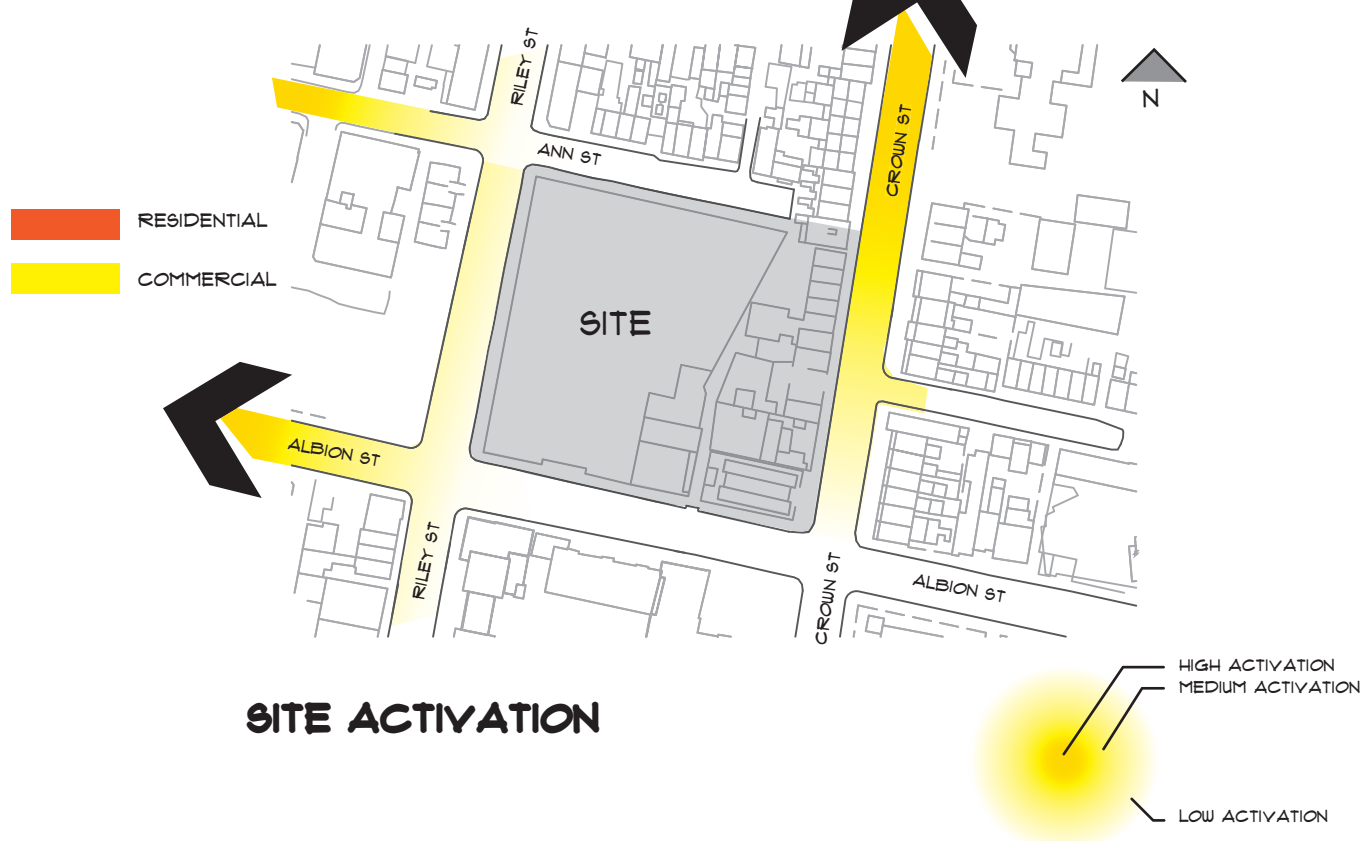 RILEY ST
CROWN ST
N
ANN ST
RESIDENTIAL
COMMERCIAL
SITE
ALBION ST
RILEY ST
CROWN ST
ALBION ST
SITE ACTIVATION
HIGH ACTIVATION
MEDIUM ACTIVATION
LOW ACTIVATION